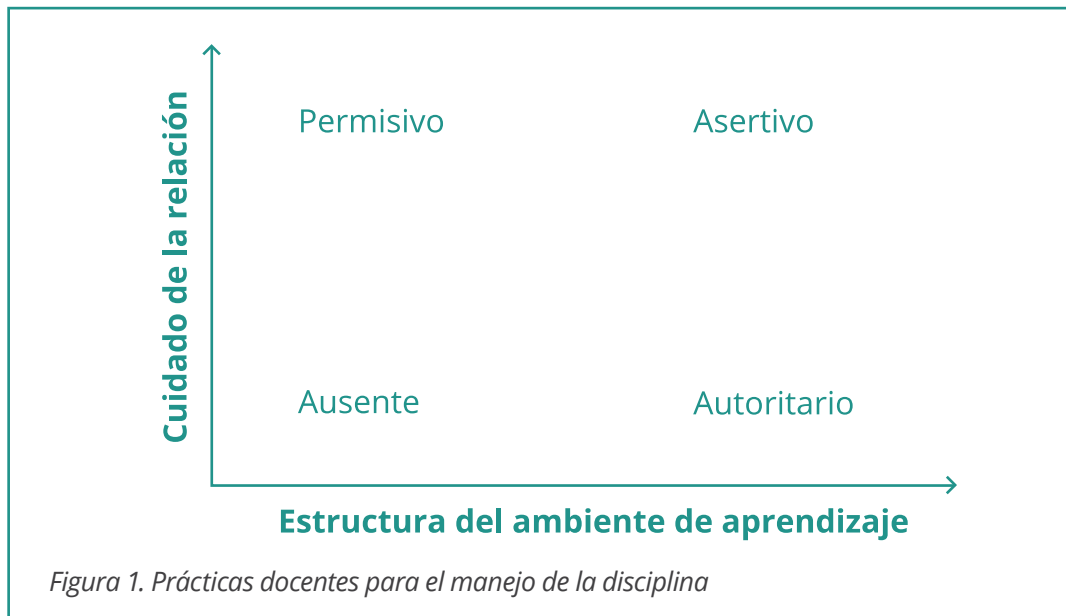 Cuidado de la relación
Permisivo
Asertivo
Ausente
Autoritario
Estructura del ambiente de aprendizaje
Figura 1. Prácticas docentes para el manejo de la disciplina